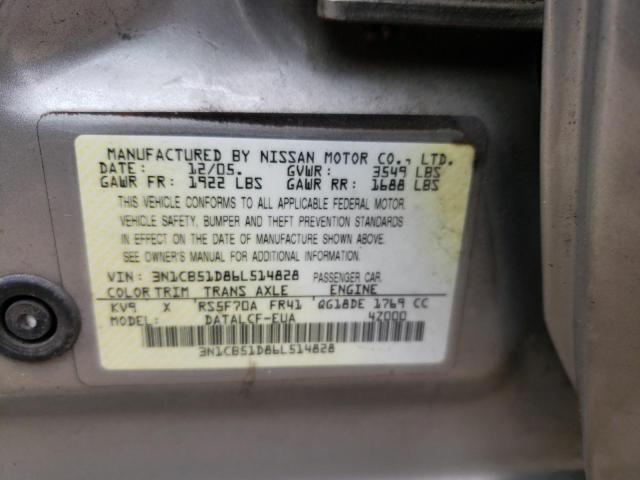 MANUFACTURED BY NISSAN MOTOR CO., LTD.
DATE: 12/05. GVWR: 3549 LBS
GAWR FR: 1922 LBS GAWR RR: 1688 LBS
THIS VEHICLE CONFORMS TO ALL APPLICABLE FEDERAL MOTOR
VEHICLE SAFETY, BUMPER AND THEFT PREVENTION STANDARDS
IN EFFECT ON THE DATE OF MANUFACTURE SHOWN ABOVE.
SEE OWNER'S MANUAL FOR ADDITIONAL INFORMATION.
VIN: 3N1CB51D86L514828 PASSENGER CAR
COLOR TRIM TRANS AXLE ENGINE
KV9 X RS5F70A FR41 QG18DE 1769 CC
MODEL: DATALCF-EUA 4Z000
3N1CB51D86L514828